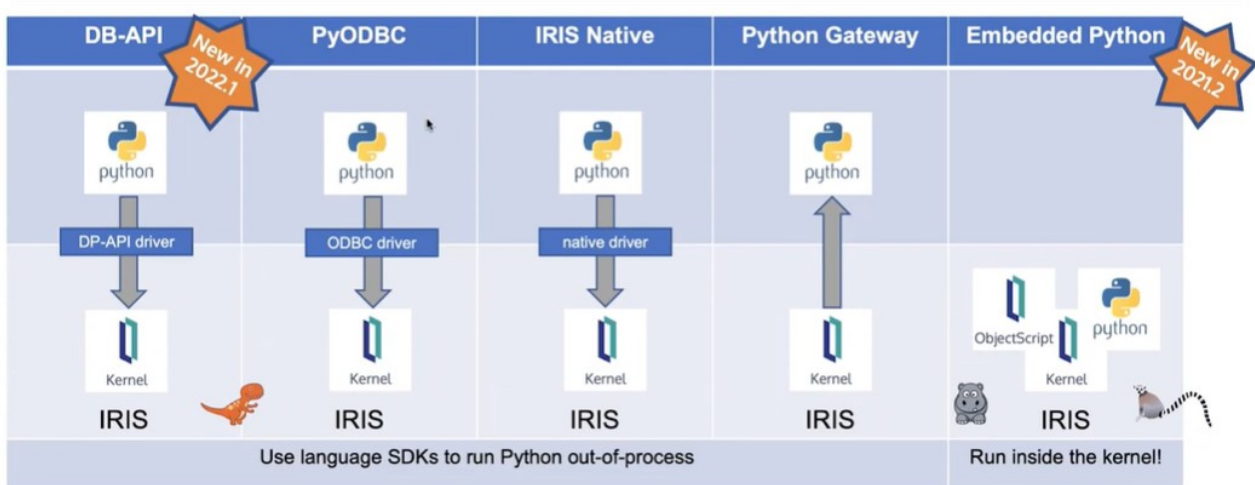 DB-API
New in
2022.1
PyODBC
IRIS Native
Python Gateway
Embedded Python
New in
2021.2
python
python
python
python
DP-API driver
ODBC driver
native driver
ObjectScript
python
Kernel
Kernel
Kernel
Kernel
Kernel
IRIS
IRIS
IRIS
IRIS
IRIS
Use language SDKs to run Python out-of-process
Run inside the kernel!